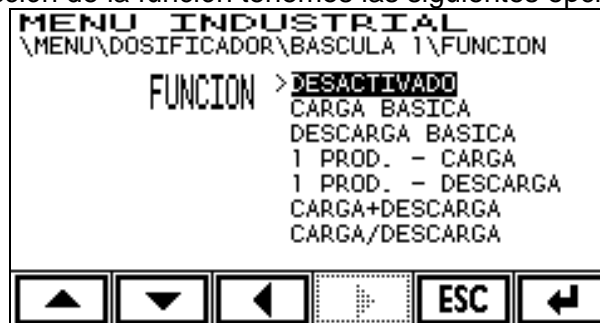 MENU INDUSTRIAL
\MENU\DOSIFICADOR\BASCULA 1\FUNCION
FUNCION >DESACTIVADO
CARGA BASICA
DESCARGA BASICA
1 PROD. - CARGA
1 PROD. - DESCARGA
CARGA+DESCARGA
CARGA/DESCARGA
ESC